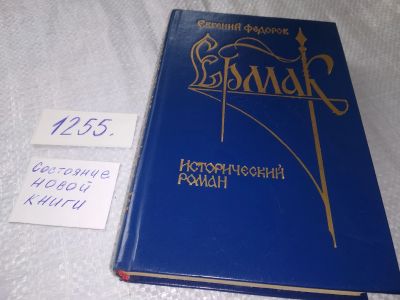 Евгений Федоров
Ермак
исторический
роман
1255.
состояние
новой
книги